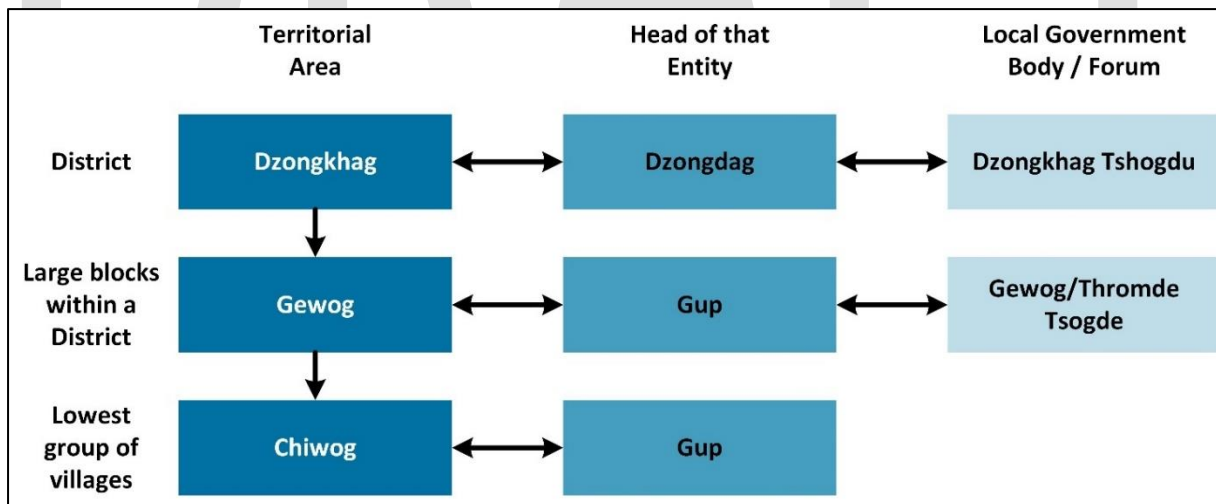 Territorial
Area
Head of that
Entity
Local Government
Body / Forum
District
Dzongkhag
Dzongdag
Dzongkhag Tshogdu
Large blocks
within a
District
Gewog
Gup
Gewog/Thromde
Tsogde
Lowest
group of
villages
Chiwog
Gup